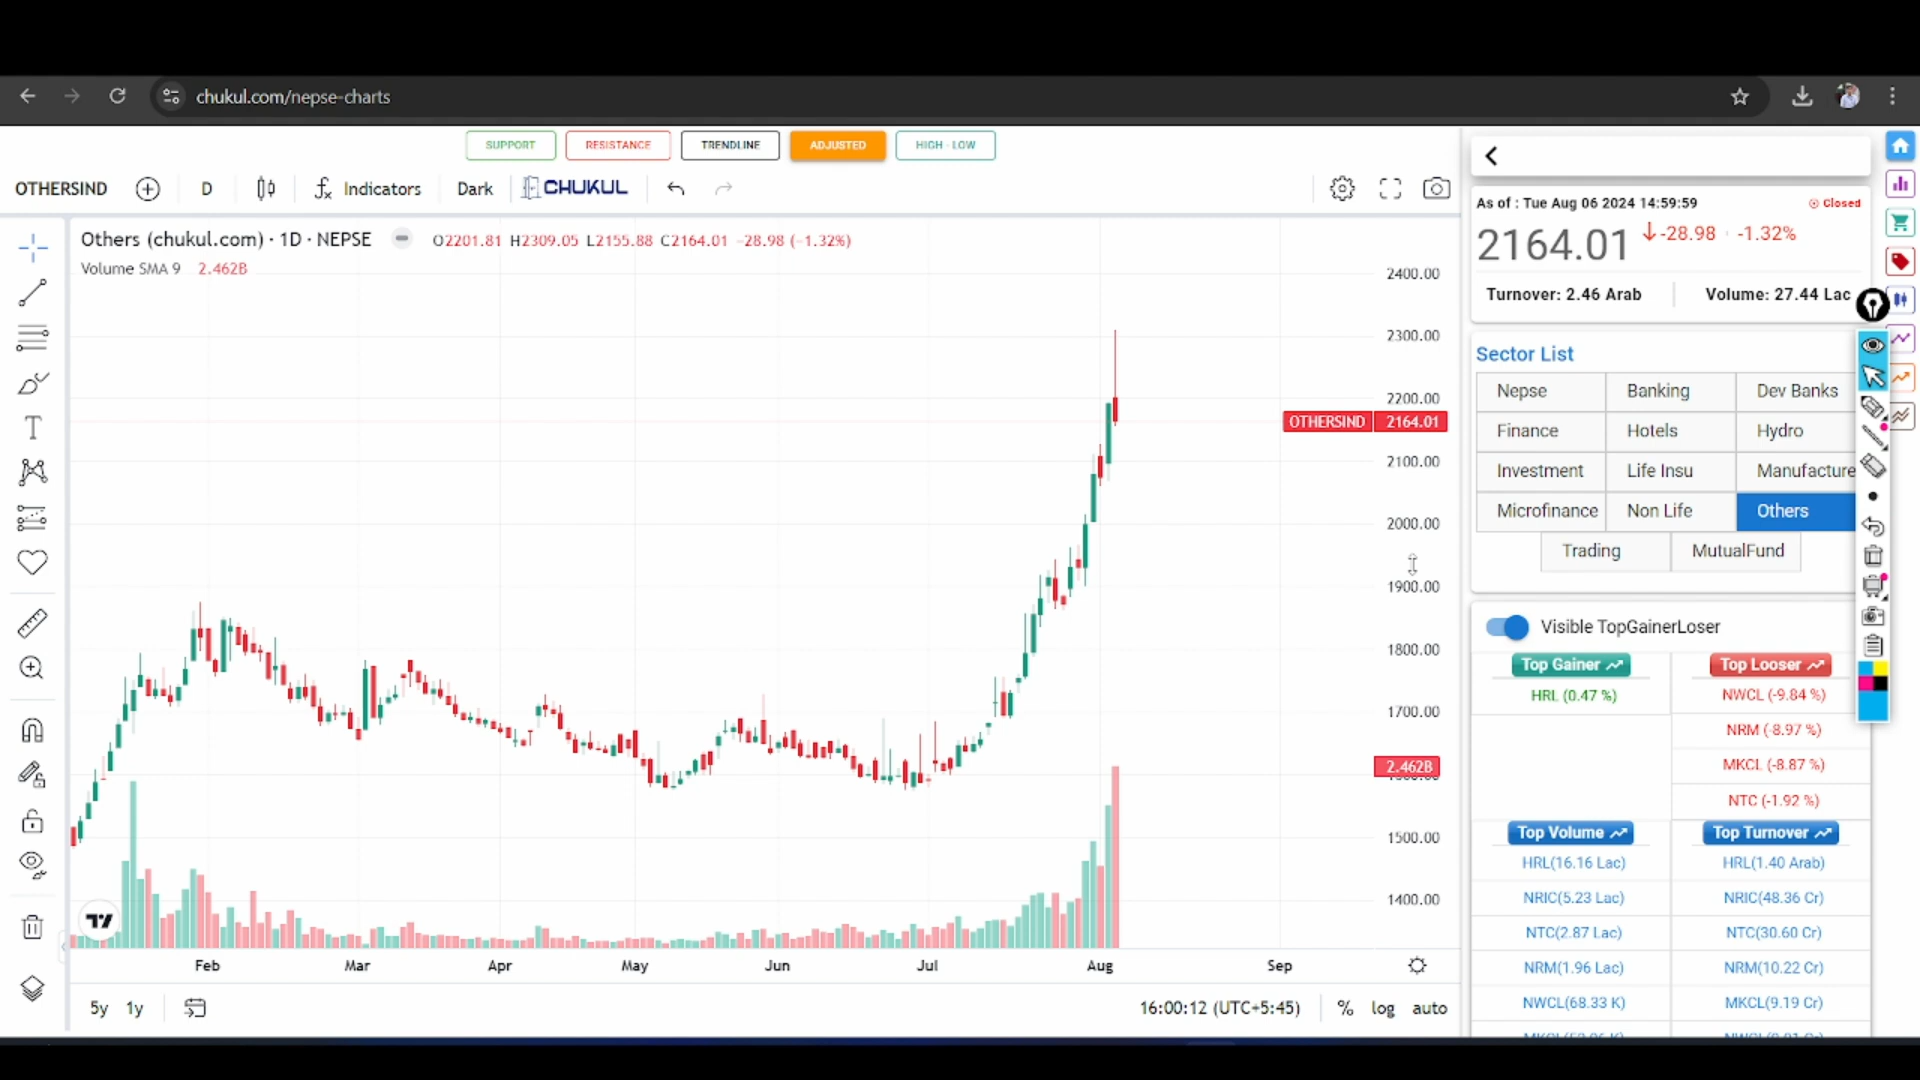 chukul.com/nepse-charts
SUPPORT
RESISTANCE
TRENDLINE
ADJUSTED
HIGH - LOW
OTHERSIND
D
Indicators
Dark
CHUKUL
Others (chukul.com) · 1D · NEPSE
O2201.81 H2309.05 L2155.88 C2164.01 −28.98 (−1.32%)
Volume SMA 9 2.462B
2400.00
2300.00
2200.00
OTHERSIND 2164.01
2100.00
2000.00
1900.00
1800.00
1700.00
2.462B
1500.00
1400.00
Feb
Mar
Apr
May
Jun
Jul
Aug
Sep
5y
1y
16:00:12 (UTC+5:45)
%
log
auto
As of : Tue Aug 06 2024 14:59:59
Closed
2164.01
-28.98
-1.32%
Turnover: 2.46 Arab
Volume: 27.44 Lac
Sector List
Nepse
Banking
Dev Banks
Finance
Hotels
Hydro
Investment
Life Insu
Manufacture
Microfinance
Non Life
Others
Trading
MutualFund
Visible TopGainerLoser
Top Gainer
Top Looser
HRL (0.47 %)
NWCL (-9.84 %)
NRM (-8.97 %)
MKCL (-8.87 %)
NTC (-1.92 %)
Top Volume
Top Turnover
HRL(16.16 Lac)
HRL(1.40 Arab)
NRIC(5.23 Lac)
NRIC(48.36 Cr)
NTC(2.87 Lac)
NTC(30.60 Cr)
NRM(1.96 Lac)
NRM(10.22 Cr)
NWCL(68.33 K)
MKCL(9.19 Cr)